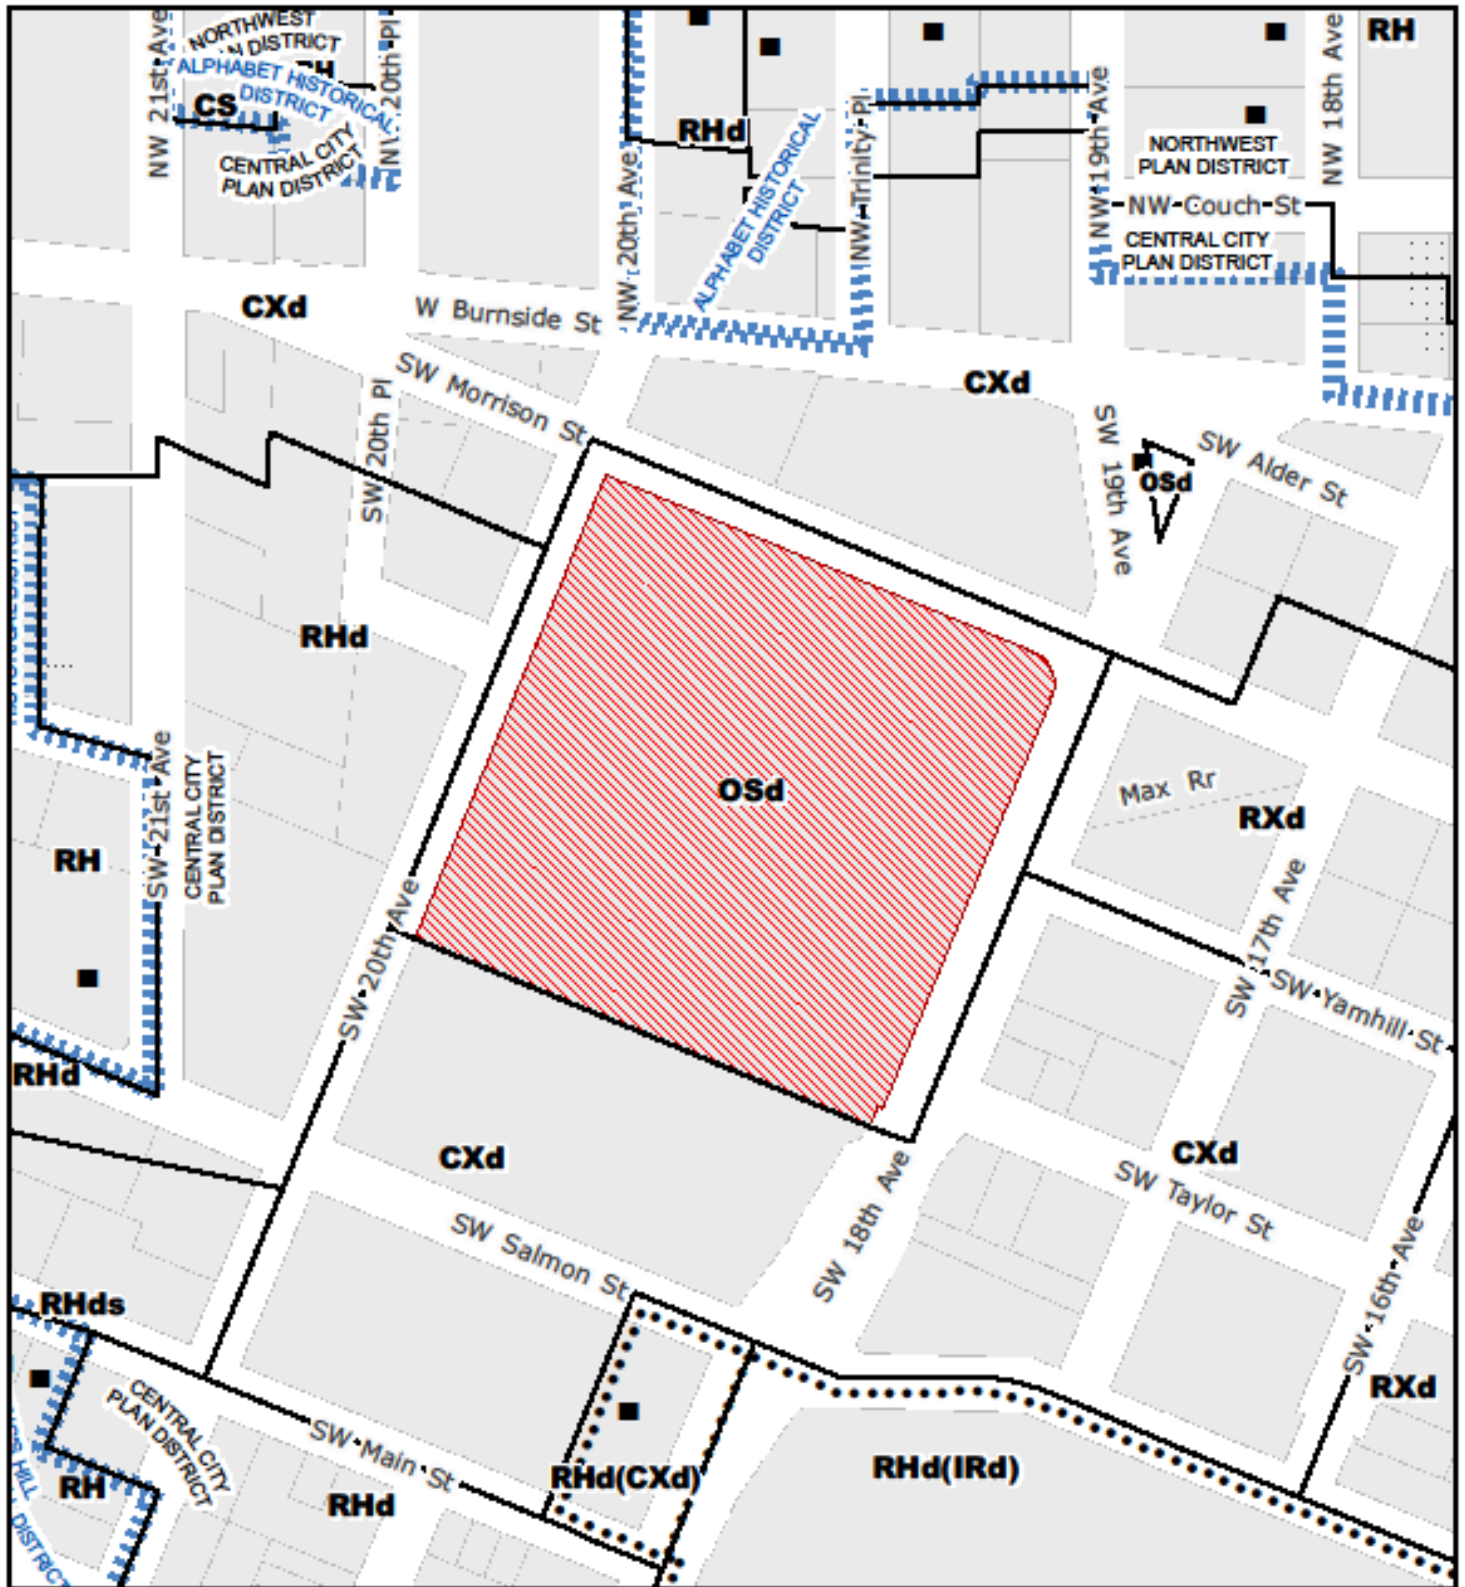 NW 21st Ave
NORTHWEST
PLAN DISTRICT
RH
ALPHABET HISTORICAL
DISTRICT
CS
CENTRAL CITY
PLAN DISTRICT
NW 20th Pl
NW 20th Ave
RHd
ALPHABET HISTORICAL
DISTRICT
NW Trinity Pl
NW 19th Ave
NORTHWEST
PLAN DISTRICT
NW 18th Ave
RH
NW Couch St
CENTRAL CITY
PLAN DISTRICT
CXd
W Burnside St
SW Morrison St
SW 20th Pl
CXd
SW 19th Ave
OSd
SW Alder St
RHd
OSd
Max Rr
RXd
SW 21st Ave
CENTRAL CITY
PLAN DISTRICT
RH
SW 20th Ave
SW 17th Ave
SW Yamhill St
RHd
CXd
CXd
SW Taylor St
SW 18th Ave
SW Salmon St
SW 16th Ave
RHds
RXd
CENTRAL CITY
PLAN DISTRICT
SW Main St
RHd(CXd)
RHd(IRd)
RH
RHd
HILL
DISTRICT